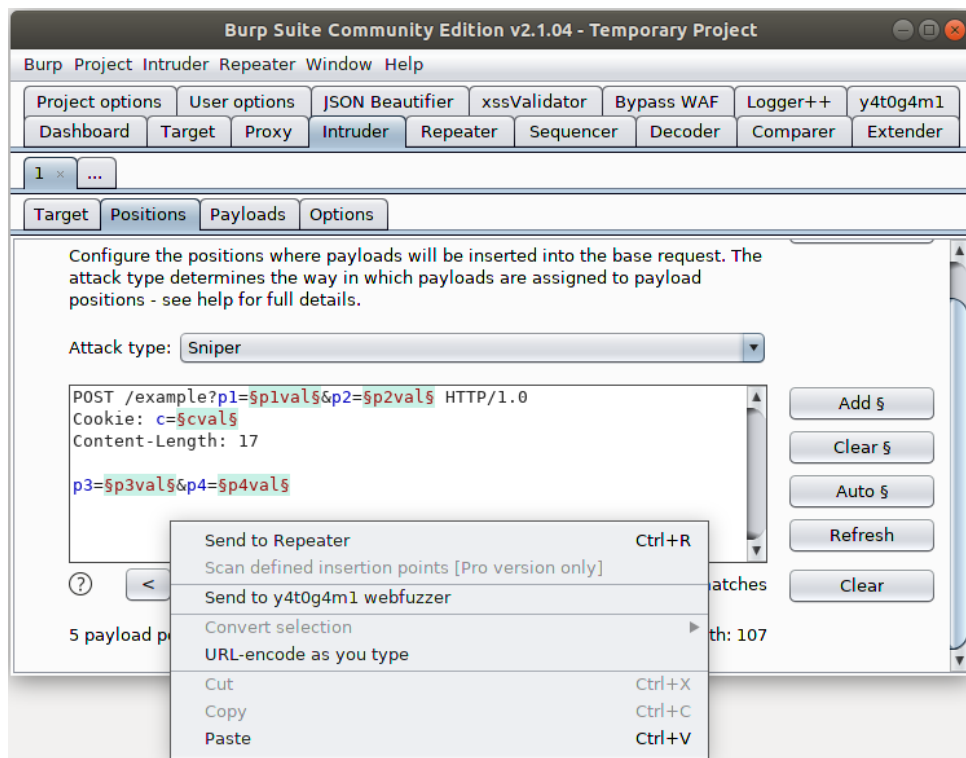 Burp Suite Community Edition v2.1.04 - Temporary Project
Burp Project Intruder Repeater Window Help
Project options User options JSON Beautifier xssValidator Bypass WAF Logger++ y4t0g4m1
Dashboard Target Proxy Intruder Repeater Sequencer Decoder Comparer Extender
1 × ...
Target Positions Payloads Options
Configure the positions where payloads will be inserted into the base request. The
attack type determines the way in which payloads are assigned to payload
positions - see help for full details.
Attack type: Sniper
POST /example?p1=§p1val§&p2=§p2val§ HTTP/1.0
Cookie: c=§cval§
Content-Length: 17
p3=§p3val§&p4=§p4val§
Add §
Clear §
Auto §
Refresh
? < Clear
5 payload 107
Send to Repeater Ctrl+R
Scan defined insertion points [Pro version only]
Send to y4t0g4m1 webfuzzer
Convert selection
URL-encode as you type
Cut Ctrl+X
Copy Ctrl+C
Paste Ctrl+V